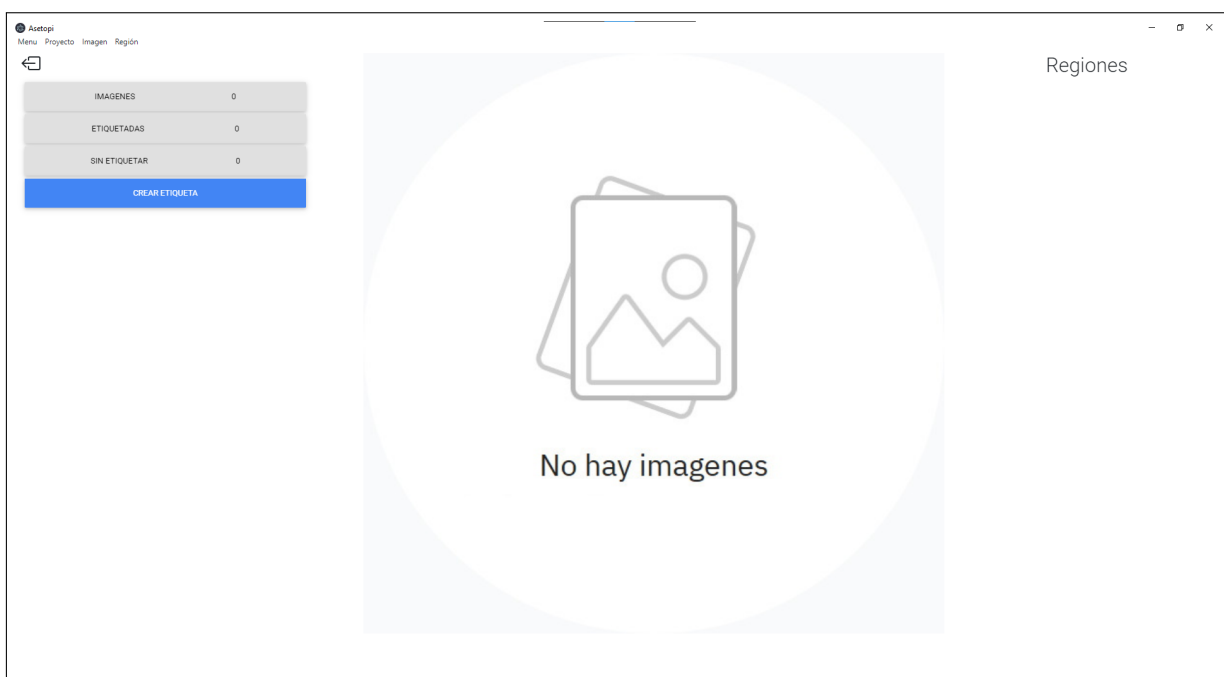 Asetopi
Menu Proyecto Imagen Región
Regiones
IMAGENES 0
ETIQUETADAS 0
SIN ETIQUETAR 0
CREAR ETIQUETA
No hay imagenes